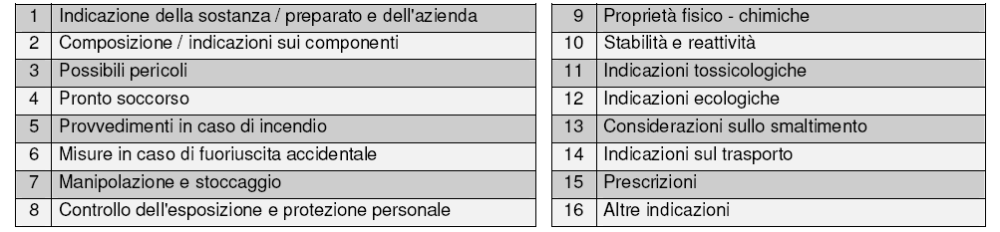 1 Indicazione della sostanza / preparato e dell'azienda
2 Composizione / indicazioni sui componenti
3 Possibili pericoli
4 Pronto soccorso
5 Provvedimenti in caso di incendio
6 Misure in caso di fuoriuscita accidentale
7 Manipolazione e stoccaggio
8 Controllo dell'esposizione e protezione personale
9 Proprietà fisico - chimiche
10 Stabilità e reattività
11 Indicazioni tossicologiche
12 Indicazioni ecologiche
13 Considerazioni sullo smaltimento
14 Indicazioni sul trasporto
15 Prescrizioni
16 Altre indicazioni